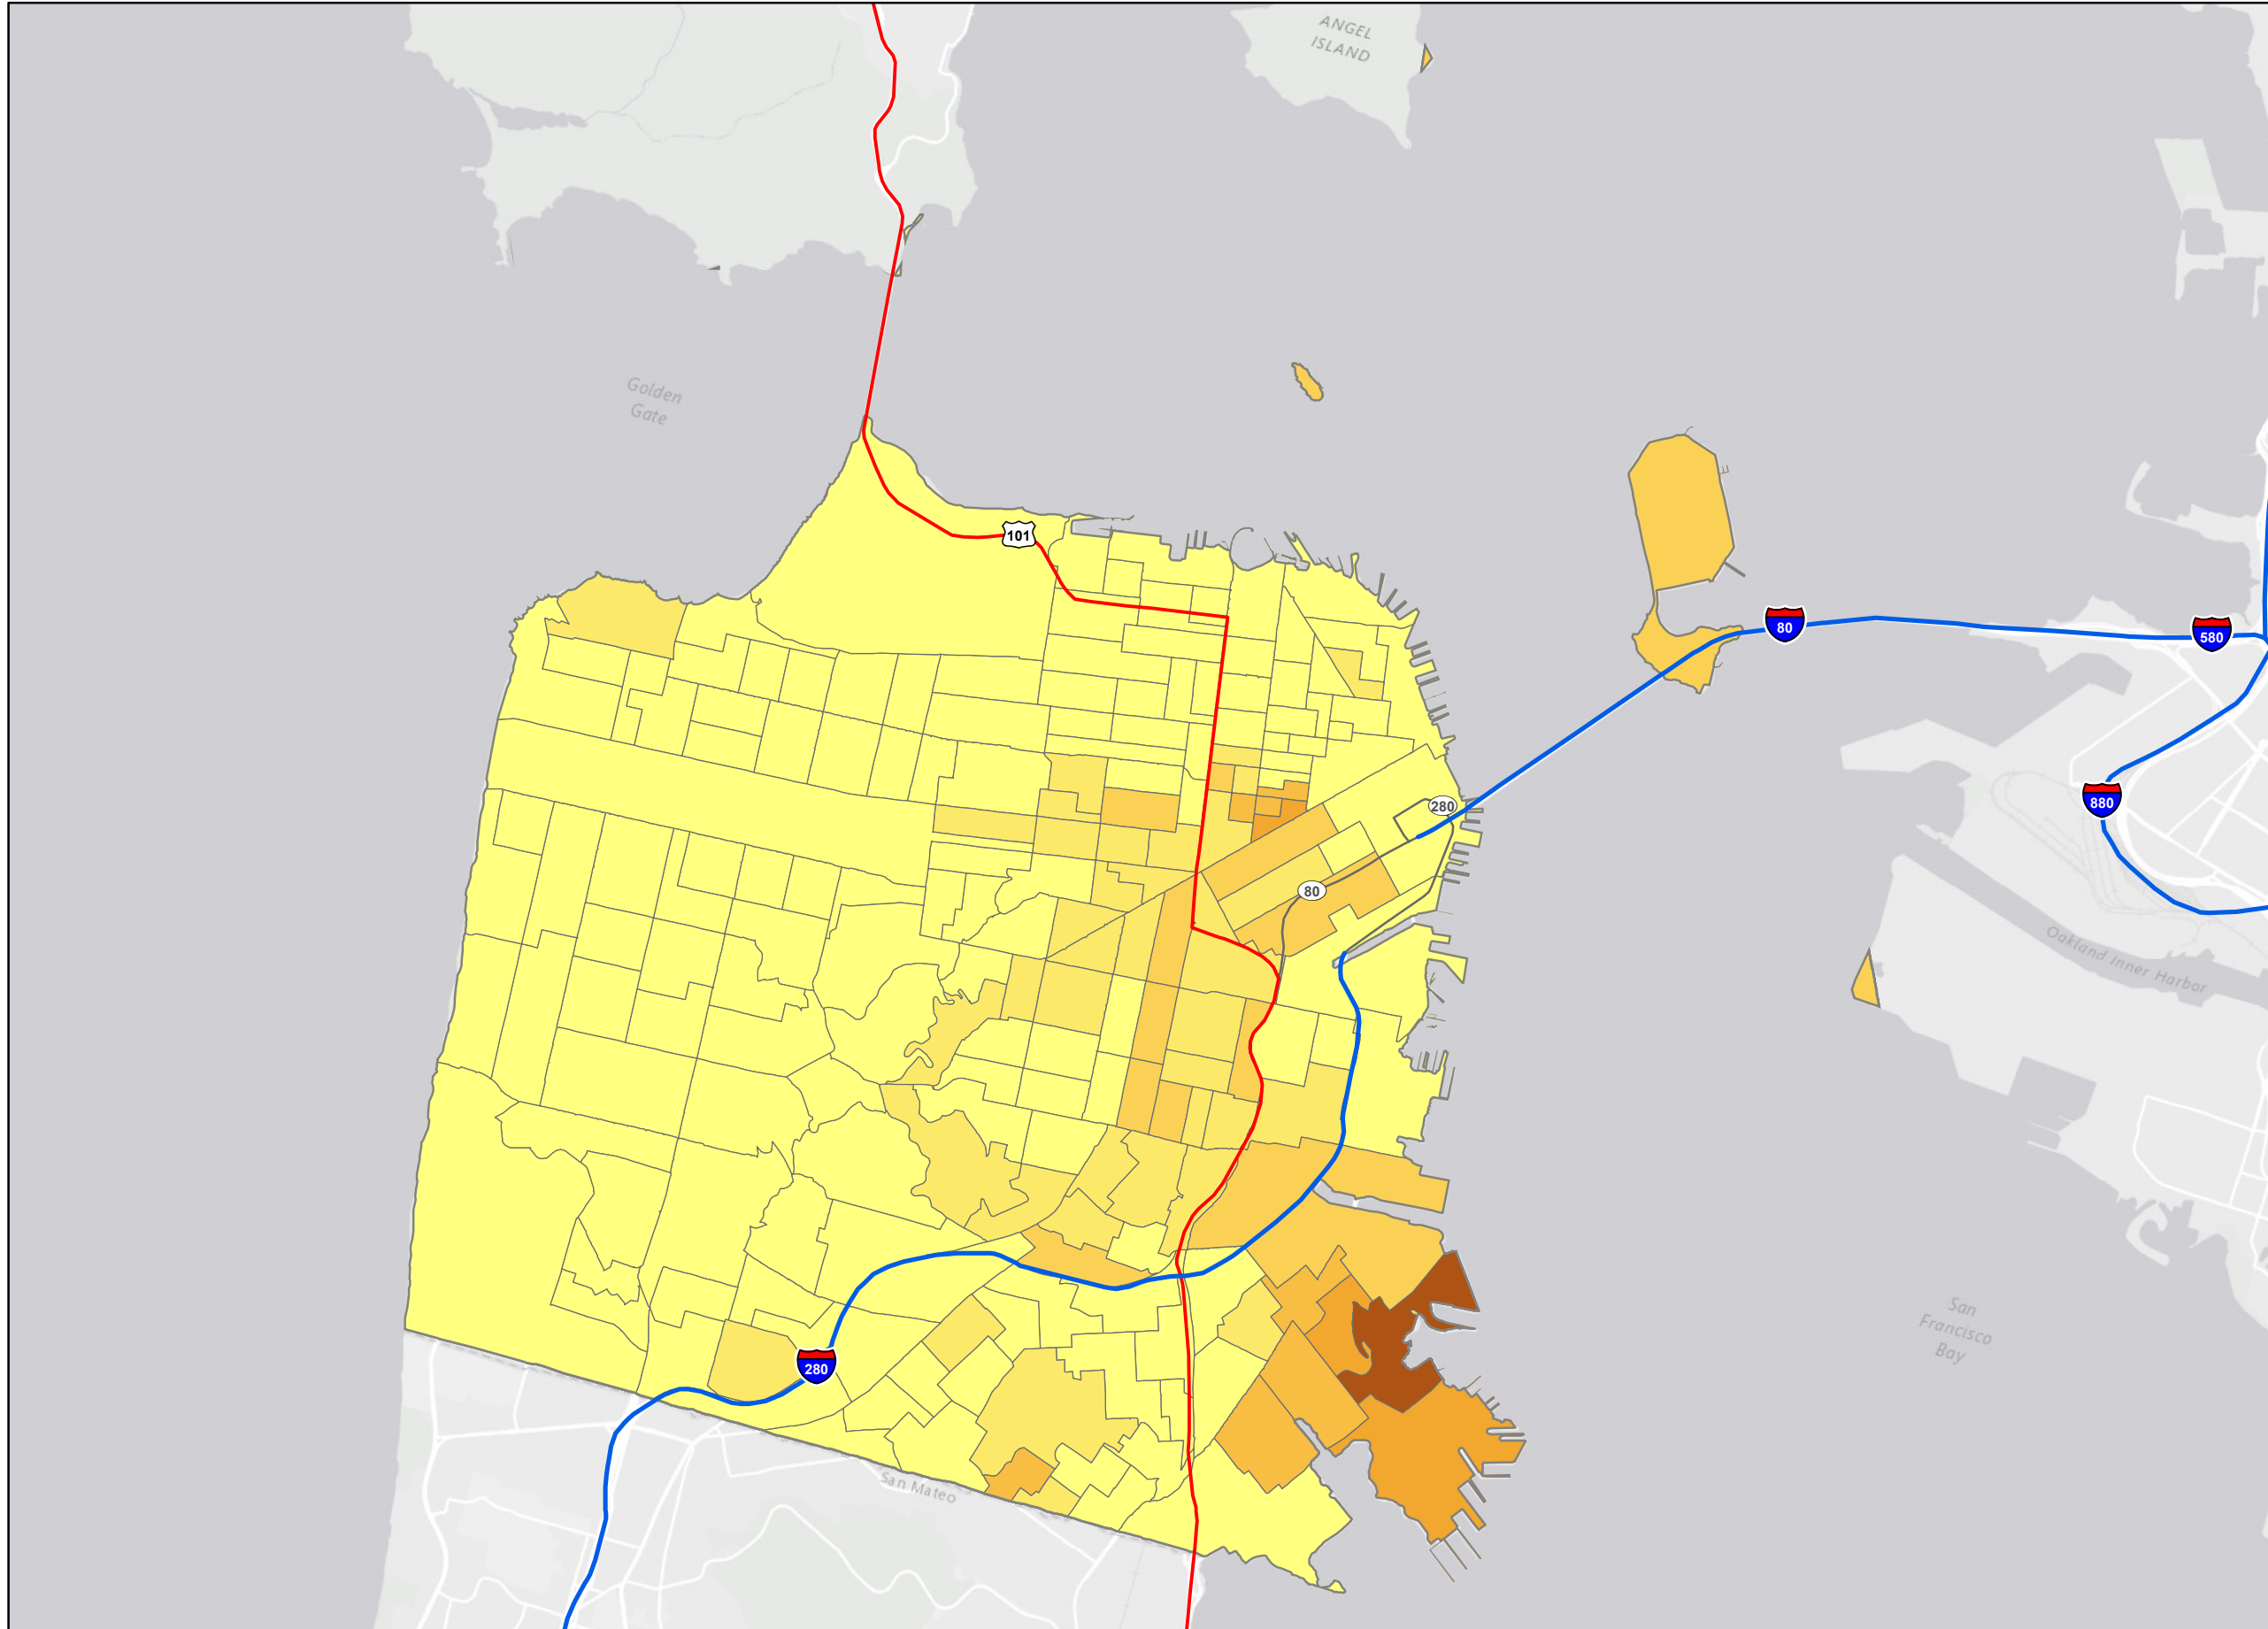 ANGEL
ISLAND
Golden
Gate
101
80
580
280
880
80
Oakland Inner Harbor
San
Francisco
Bay
280
San Mateo